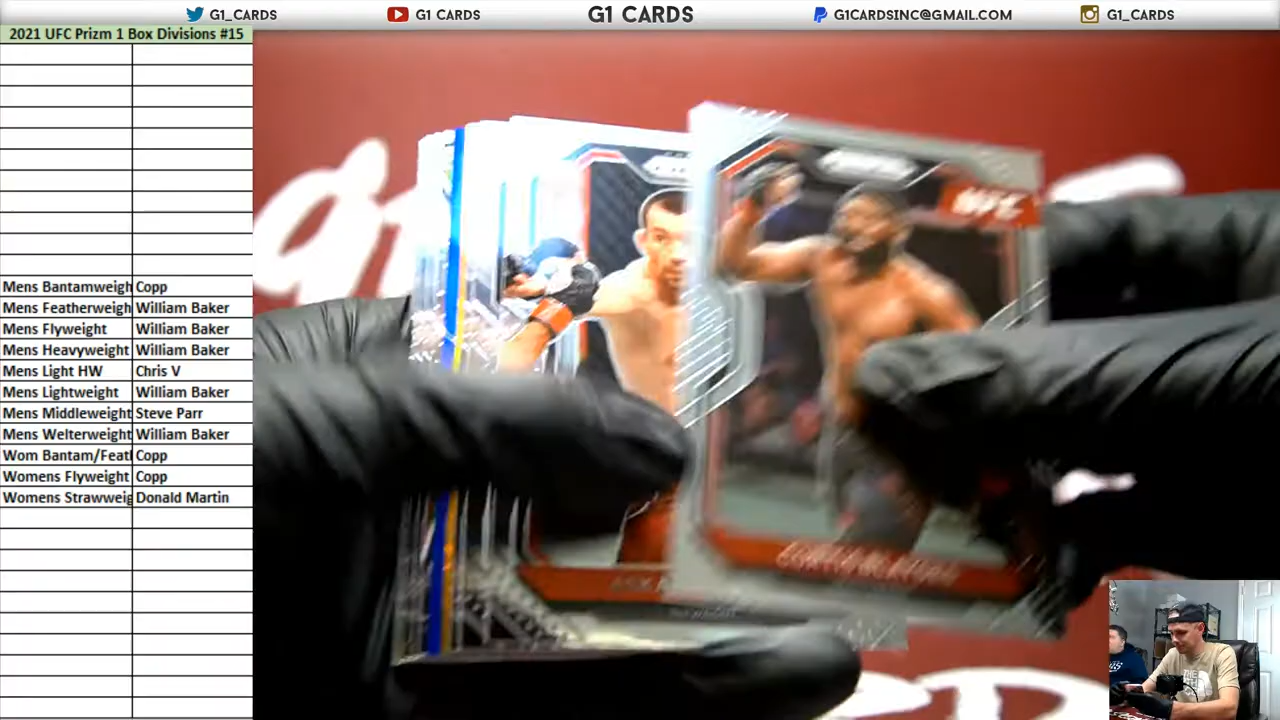 G1_CARDS
G1 CARDS
G1 CARDS
G1CARDSINC@GMAIL.COM
G1_CARDS
2021 UFC Prizm 1 Box Divisions #15
Mens Bantamweigh Copp
Mens Featherweigh William Baker
Mens Flyweight William Baker
Mens Heavyweight William Baker
Mens Light HW Chris V
Mens Lightweight William Baker
Mens Middleweight Steve Parr
Mens Welterweight William Baker
Wom Bantam/Featl Copp
Womens Flyweight Copp
Womens Strawweig Donald Martin
UFC